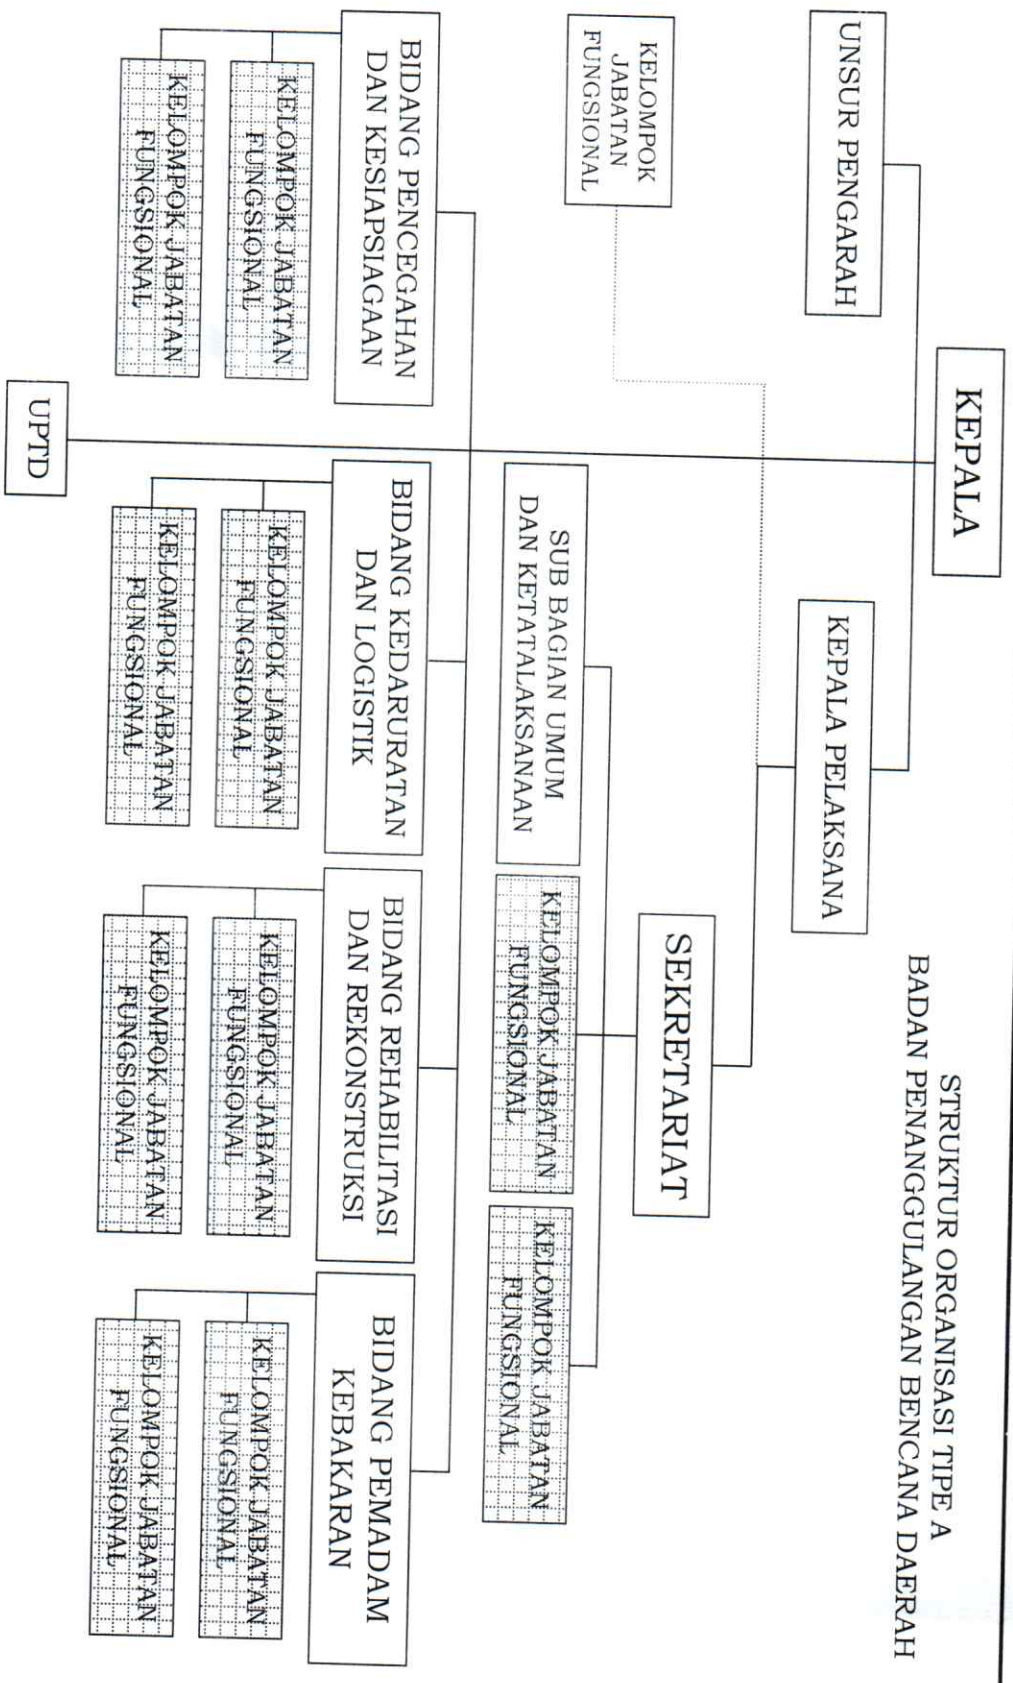 STRUKTUR ORGANISASI TIPE A
BADAN PENANGGULANGAN BENCANA DAERAH
KEPALA
UNSUR PENGARAH
KEPALA PELAKSANA
KELOMPOK
JABATAN
FUNGSIONAL
SEKRETARIAT
SUB BAGIAN UMUM
DAN KETATALAKSANAAN
KELOMPOK JABATAN
FUNGSIONAL
KELOMPOK JABATAN
FUNGSIONAL
BIDANG PENCEGAHAN
DAN KESIAPSIAGAAN
KELOMPOK JABATAN
FUNGSIONAL
KELOMPOK JABATAN
FUNGSIONAL
BIDANG KEDARURATAN
DAN LOGISTIK
KELOMPOK JABATAN
FUNGSIONAL
KELOMPOK JABATAN
FUNGSIONAL
BIDANG REHABILITASI
DAN REKONSTRUKSI
KELOMPOK JABATAN
FUNGSIONAL
KELOMPOK JABATAN
FUNGSIONAL
BIDANG PEMADAM
KEBAKARAN
KELOMPOK JABATAN
FUNGSIONAL
KELOMPOK JABATAN
FUNGSIONAL
UPTD